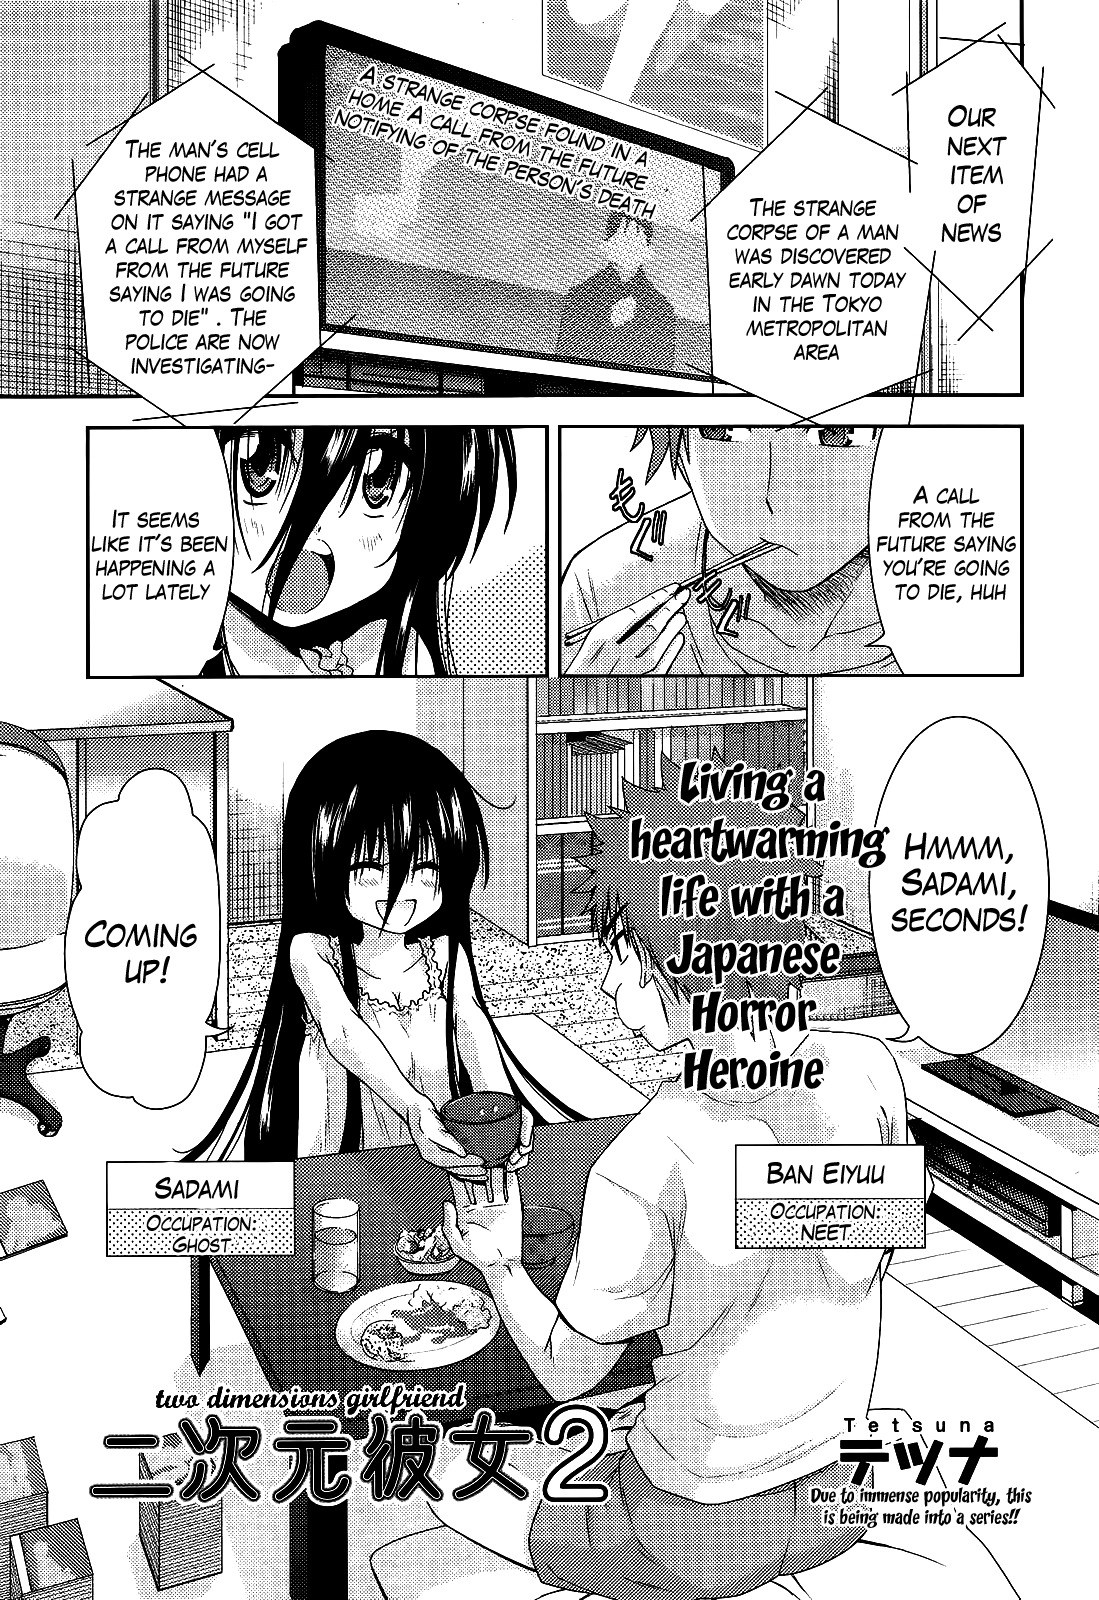 OUR
NEXT
ITEM
OF
NEWS
THE STRANGE
CORPSE OF A MAN
WAS DISCOVERED
EARLY DAWN TODAY
IN THE TOKYO
METROPOLITAN
AREA
A STRANGE CORPSE FOUND IN A
HOME A CALL FROM THE FUTURE
NOTIFYING OF THE PERSON'S DEATH
THE MAN'S CELL
PHONE HAD A
STRANGE MESSAGE
ON IT SAYING "I GOT
A CALL FROM MYSELF
FROM THE FUTURE
SAYING I WAS GOING
TO DIE" . THE
POLICE ARE NOW
INVESTIGATING-
A CALL
FROM THE
FUTURE SAYING
YOU'RE GOING
TO DIE, HUH
もぐ
もぐ
IT SEEMS
LIKE IT'S BEEN
HAPPENING A
LOT LATELY
HMMM,
SADAMI,
SECONDS!
Living a
heartwarming
life with a
Japanese
Horror
Heroine
COMING
UP!
BAN EIYUU
OCCUPATION:
NEET
SADAMI
OCCUPATION:
GHOST
two dimensions girlfriend
二次元彼女2
Tetsuna
テツナ
Due to immense popularity, this
is being made into a series!!